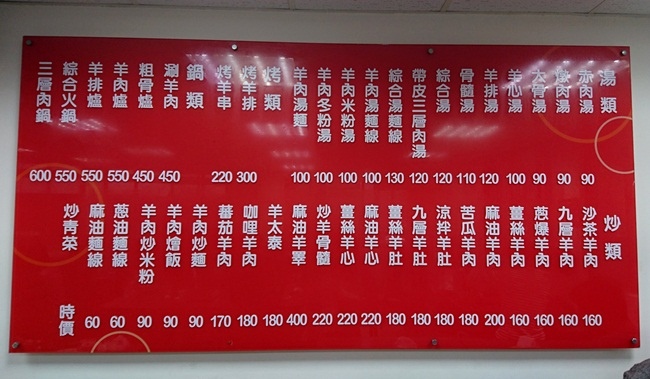 湯類
赤肉湯 90
燉肉湯 90
大骨湯 90
羊心湯 100
羊排湯 120
骨髓湯 110
綜合湯 120
帶皮三層肉湯 120
綜合湯麵線 130
羊肉湯麵線 100
羊肉米粉湯 100
羊肉冬粉湯 100
羊肉湯麵 100
烤類
烤羊排 300
烤羊串 220
鍋類
涮羊肉 450
粗骨爐 450
羊肉爐 550
羊排爐 550
綜合火鍋 550
三層肉鍋 600
炒類
沙茶羊肉 160
九層羊肉 160
蔥爆羊肉 160
薑絲羊肉 160
麻油羊肉 200
苦瓜羊肉 180
涼拌羊肚 180
九層羊肚 180
薑絲羊肚 180
麻油羊心 220
薑絲羊心 220
炒羊骨髓 220
麻油羊睪 400
羊太泰 180
咖哩羊肉 180
蕃茄羊肉 170
羊肉炒麵 90
羊肉燴飯 90
羊肉炒米粉 90
蔥油麵線 60
麻油麵線 60
炒青菜 時價